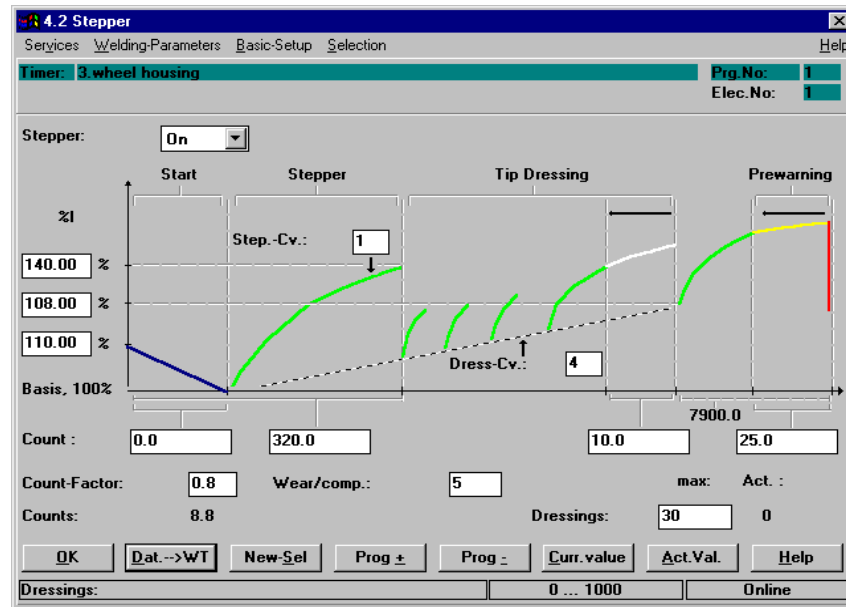 4.2 Stepper
Services Welding-Parameters Basic-Setup Selection Help
Timer: 3.wheel housing Prg.No: 1
Elec.No: 1
Stepper: On
Start Stepper Tip Dressing Prewarning
%I
Step.-Cv.: 1
140.00 %
108.00 %
110.00 %
Dress-Cv.: 4
Basis, 100%
7900.0
Count : 0.0 320.0 10.0 25.0
Count-Factor: 0.8 Wear/comp.: 5 max: Act. :
Counts: 8.8 Dressings: 30 0
OK Dat.-->WT New-Sel Prog + Prog - Curr.value Act.Val. Help
Dressings: 0 ... 1000 Online